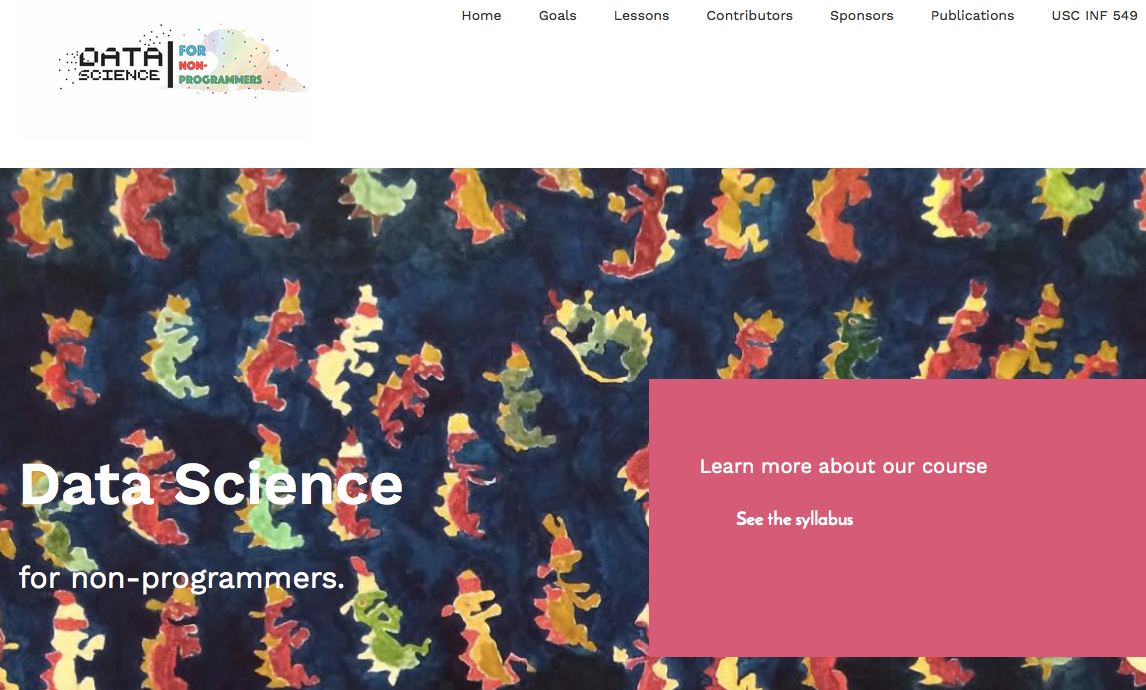 DATA
SCIENCE
FOR
NON-
PROGRAMMERS
Home Goals Lessons Contributors Sponsors Publications USC INF 549
Data Science
for non-programmers.
Learn more about our course
See the syllabus